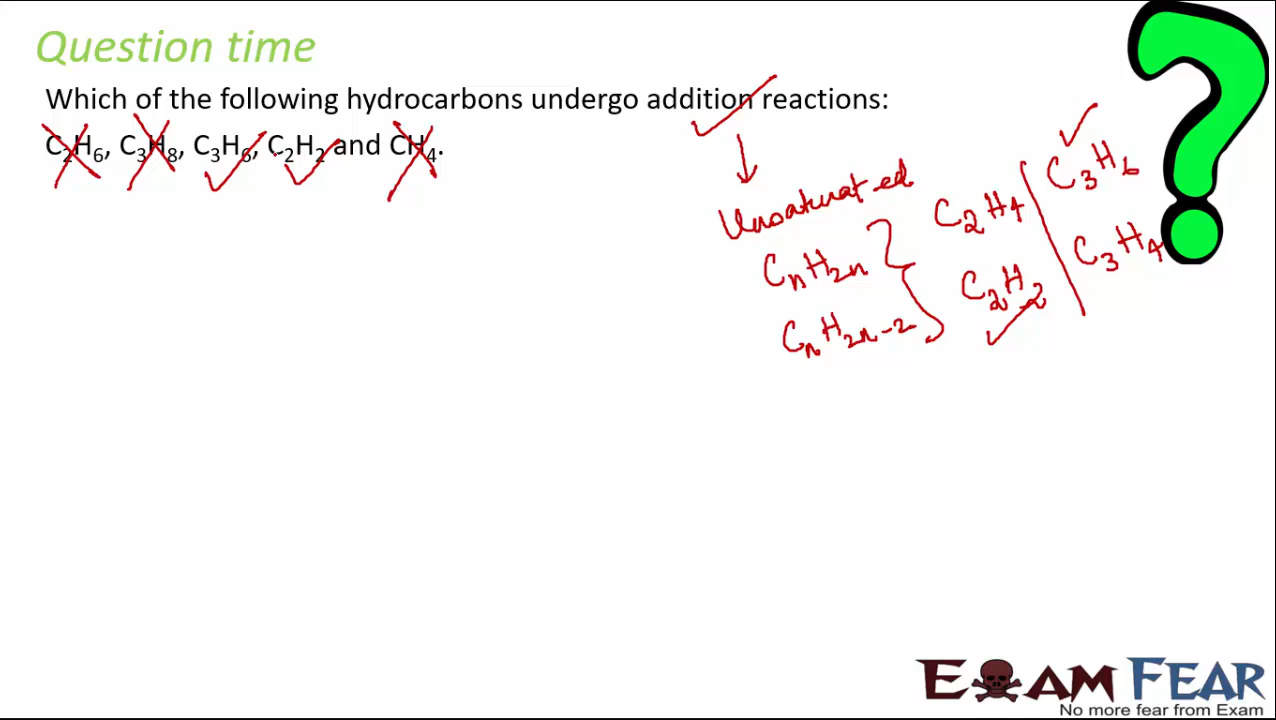 Question time
Which of the following hydrocarbons undergo addition reactions:
C₂H₆, C₃H₈, C₃H₆, C₂H₂ and CH₄.
Unsaturated
CₙH₂ₙ
CₙH₂ₙ₋₂
C₂H₄
C₂H₂
C₃H₆
C₃H₄
EXAM FEAR
No more fear from Exam